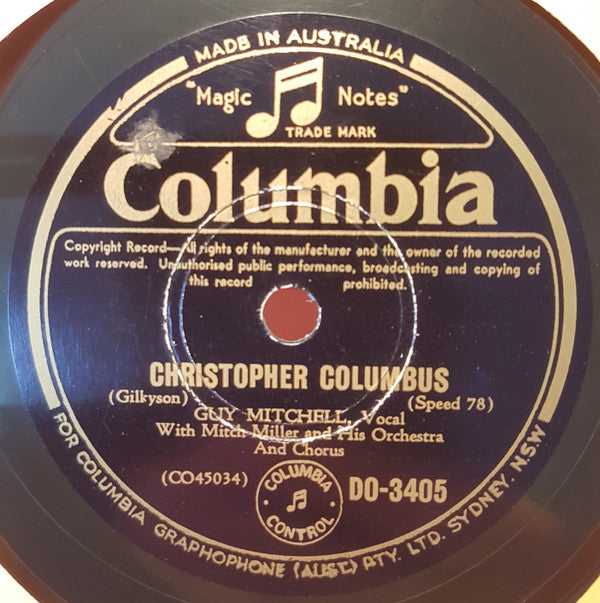 MADE IN AUSTRALIA
"Magic Notes"
TRADE MARK
Columbia
Copyright Record—All rights of the manufacturer and the owner of the recorded
work reserved. Unauthorised public performance, broadcasting and copying of
this record prohibited.
CHRISTOPHER COLUMBUS
(Gilkyson) (Speed 78)
GUY MITCHELL, Vocal
With Mitch Miller and His Orchestra
And Chorus
(CO45034) DO-3405
COLUMBIA CONTROL
FOR COLUMBIA GRAPHOPHONE (AUST.) PTY. LTD. SYDNEY. N.S.W